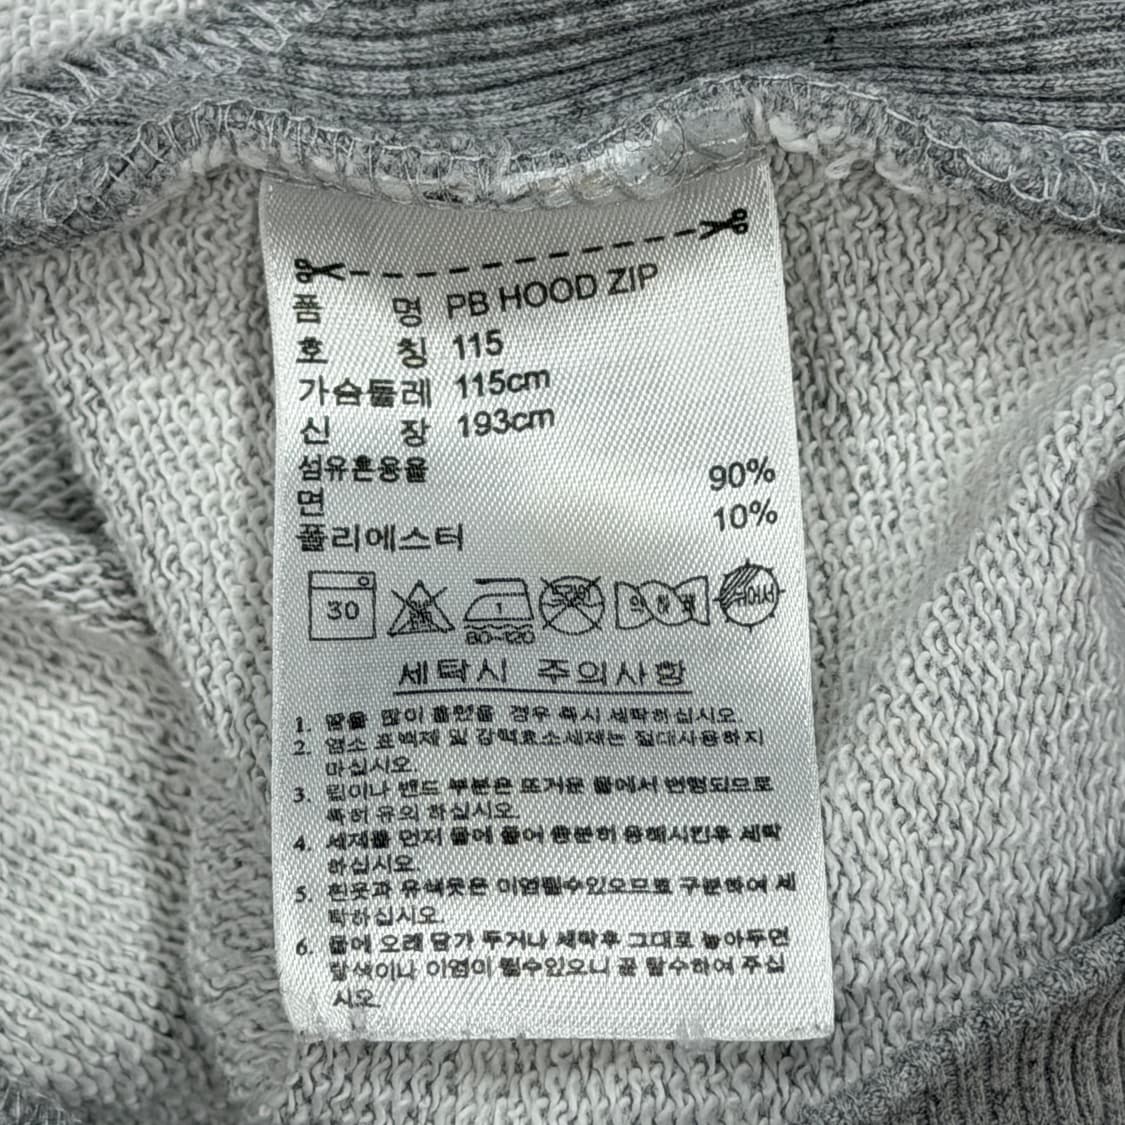 품 명 PB HOOD ZIP
호 칭 115
가슴둘레 115cm
신 장 193cm
섬유혼용율
면 90%
폴리에스터 10%
30
1
80~120
세탁시 주의사항
1. 땀을 많이 흘렸을 경우 즉시 세탁하십시오.
2. 염소 표백제 및 강력효소세제는 절대사용하지
마십시오.
3. 립이나 밴드 부분은 뜨거운 물에서 변형되므로
특히 유의 하십시오.
4. 세제를 먼저 물에 풀어 충분히 용해시킨후 세탁
하십시오.
5. 흰옷과 유색옷은 이염될수있으므로 구분하여 세
탁하십시오.
6. 물에 오래 담가 두거나 세탁후 그대로 놓아두면
탈색이나 이염이 될수있으니 곧 탈수하여 주십
시오.